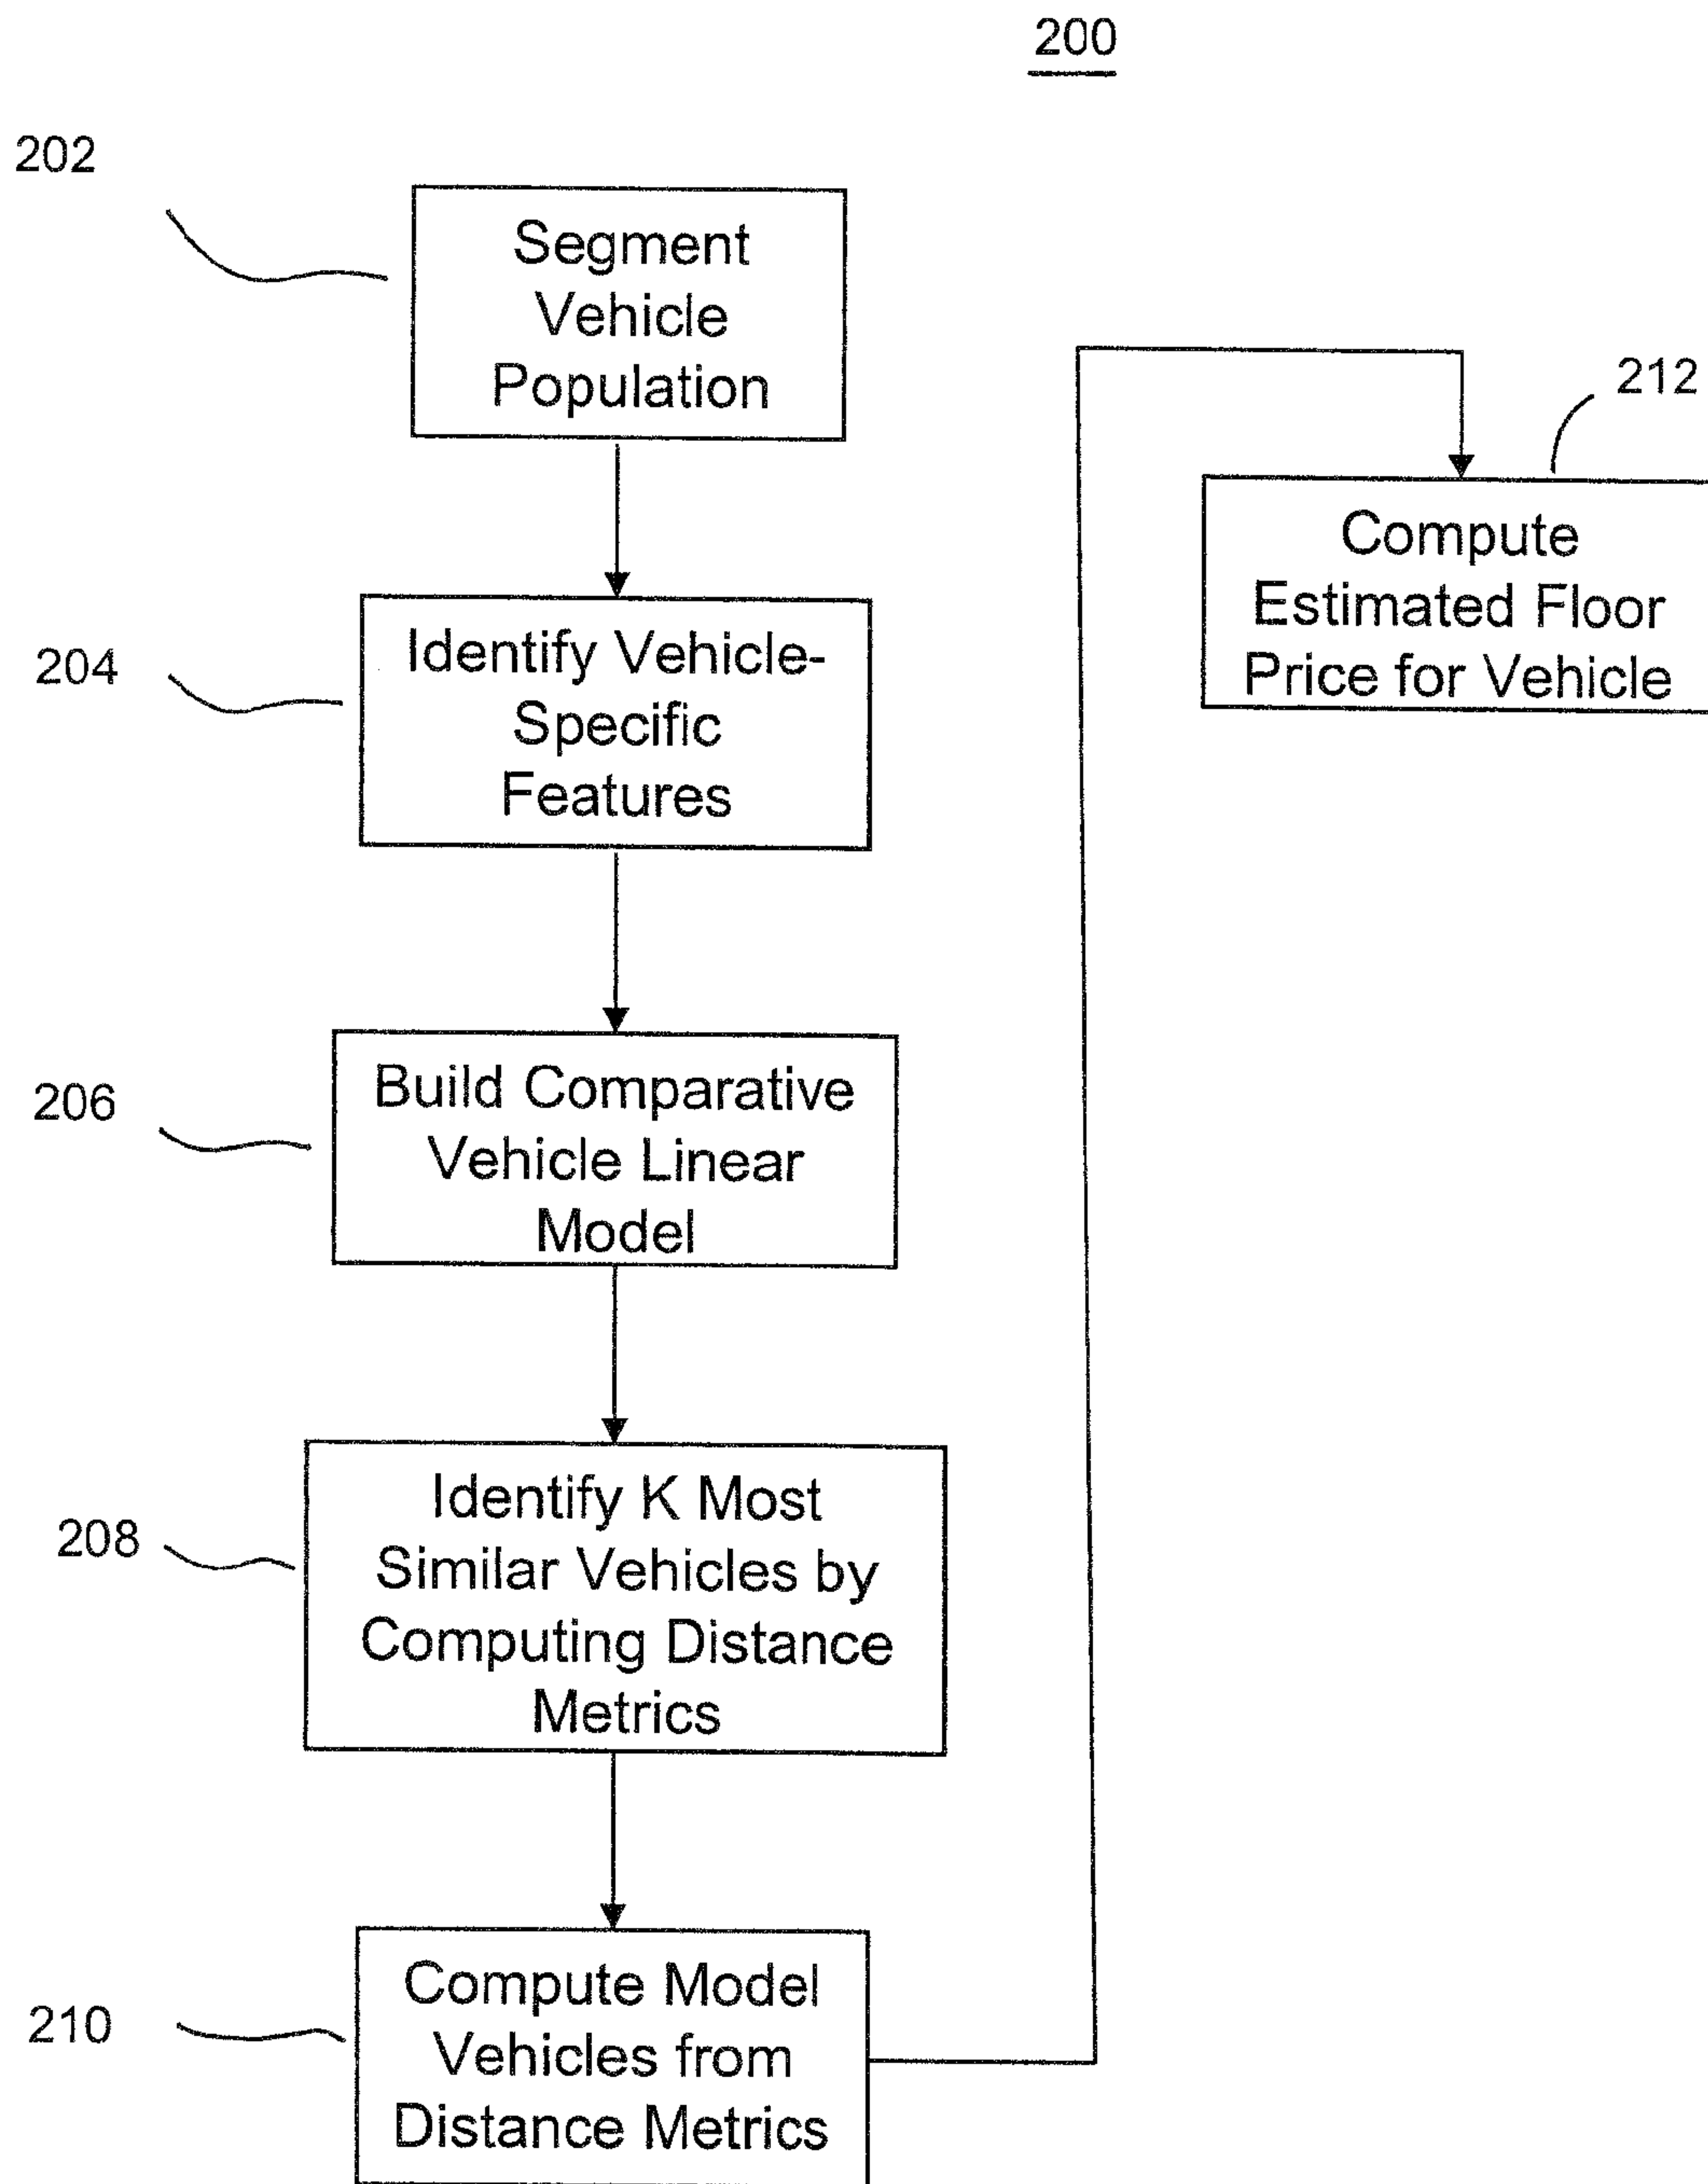 200
202
Segment
Vehicle
Population
204
Identify Vehicle-
Specific
Features
206
Build Comparative
Vehicle Linear
Model
208
Identify K Most
Similar Vehicles by
Computing Distance
Metrics
210
Compute Model
Vehicles from
Distance Metrics
212
Compute
Estimated Floor
Price for Vehicle